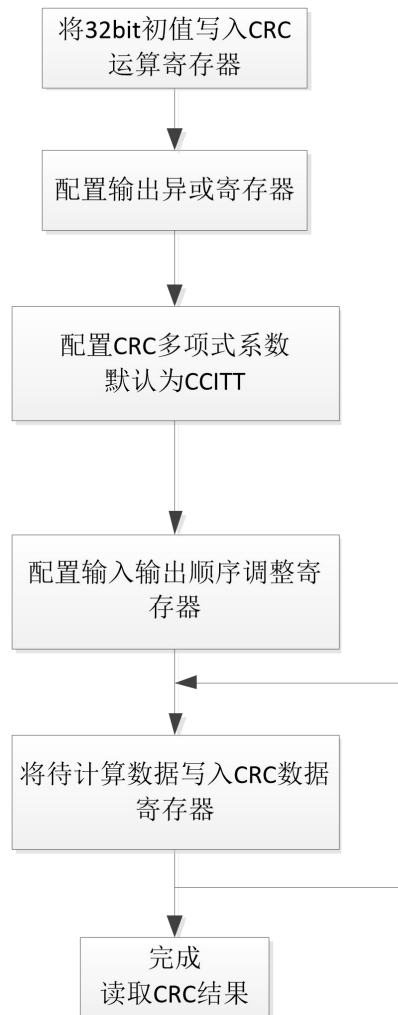 将32bit初值写入CRC
运算寄存器
配置输出异或寄存器
配置CRC多项式系数
默认为CCITT
配置输入输出顺序调整寄
存器
将待计算数据写入CRC数据
寄存器
完成
读取CRC结果